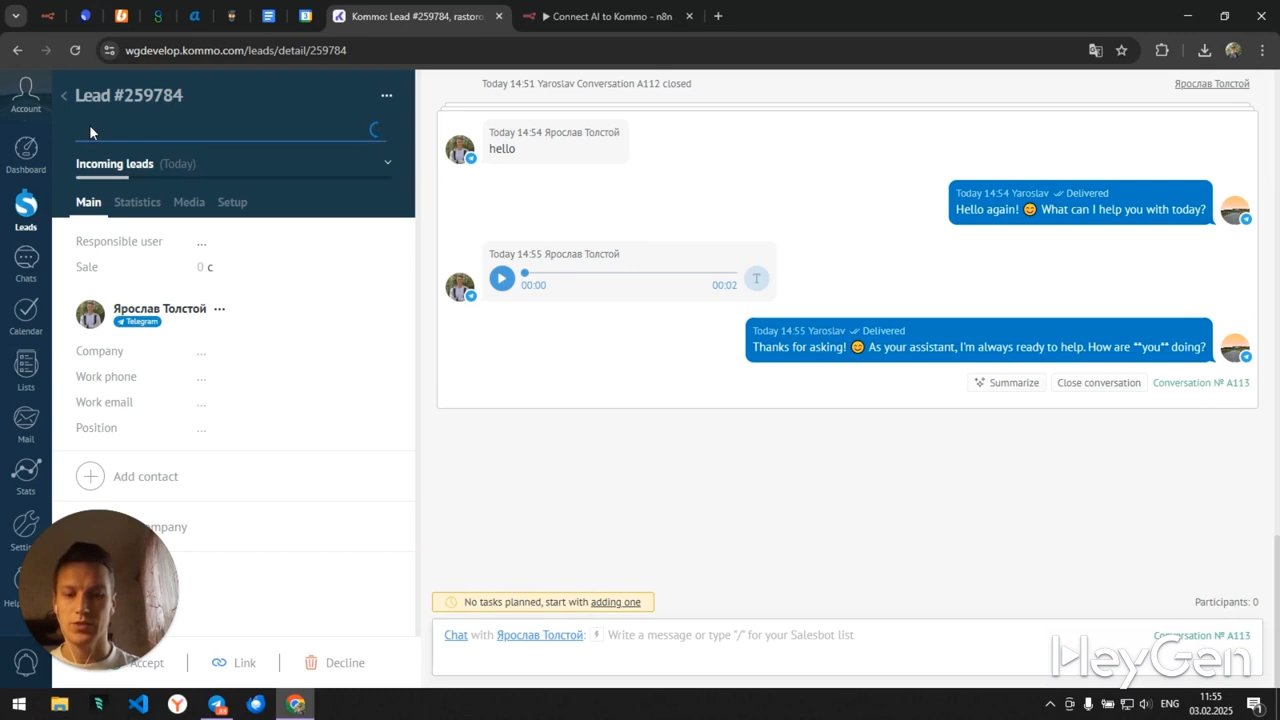 Kommo: Lead #259784, rastoro
Connect AI to Kommo - n8n
wgdevelop.kommo.com/leads/detail/259784
Account
Dashboard
Leads
Chats
Calendar
Lists
Mail
Stats
Lead #259784
Incoming leads (Today)
Main Statistics Media Setup
Responsible user ...
Sale 0 с
Ярослав Толстой ...
Telegram
Company ...
Work phone ...
Work email ...
Position ...
Add contact
Accept Link Decline
Today 14:51 Yaroslav Conversation A112 closed
Ярослав Толстой
Today 14:54 Ярослав Толстой
hello
Today 14:54 Yaroslav Delivered
Hello again! 😊 What can I help you with today?
Today 14:55 Ярослав Толстой
T
00:00 00:02
Today 14:55 Yaroslav Delivered
Thanks for asking! 😊 As your assistant, I'm always ready to help. How are **you** doing?
Summarize Close conversation Conversation № A113
No tasks planned, start with adding one
Participants: 0
Chat with Ярослав Толстой: Write a message or type "/" for your Salesbot list
Conversation № A113
HeyGen
ENG
11:55
03.02.2025